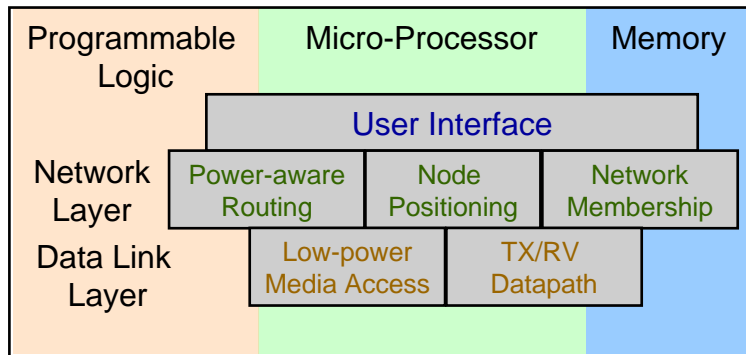 Programmable Micro-Processor Memory
Logic
User Interface
Network Power-aware Node Network
Layer Routing Positioning Membership
Data Link Low-power TX/RV
Layer Media Access Datapath